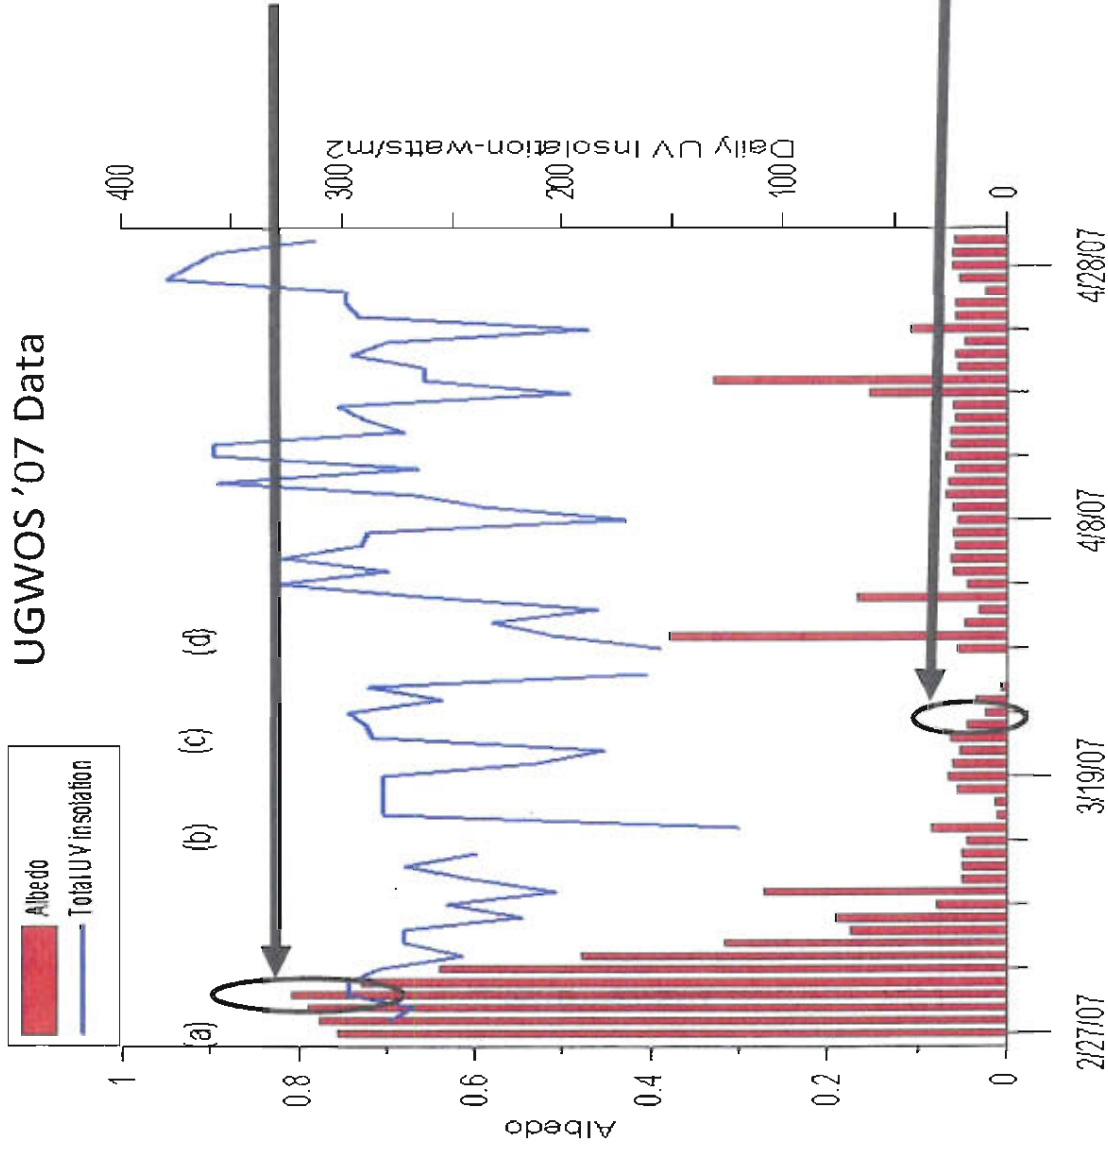 UGWOS '07 Data
Albedo
Total UV insolation
(a)
(b)
(c)
(d)
1
0.8
0.6
0.4
0.2
0
Albedo
400
300
200
100
0
Daily UV Insolation-watts/m2
2/27/07
3/19/07
4/8/07
4/28/07